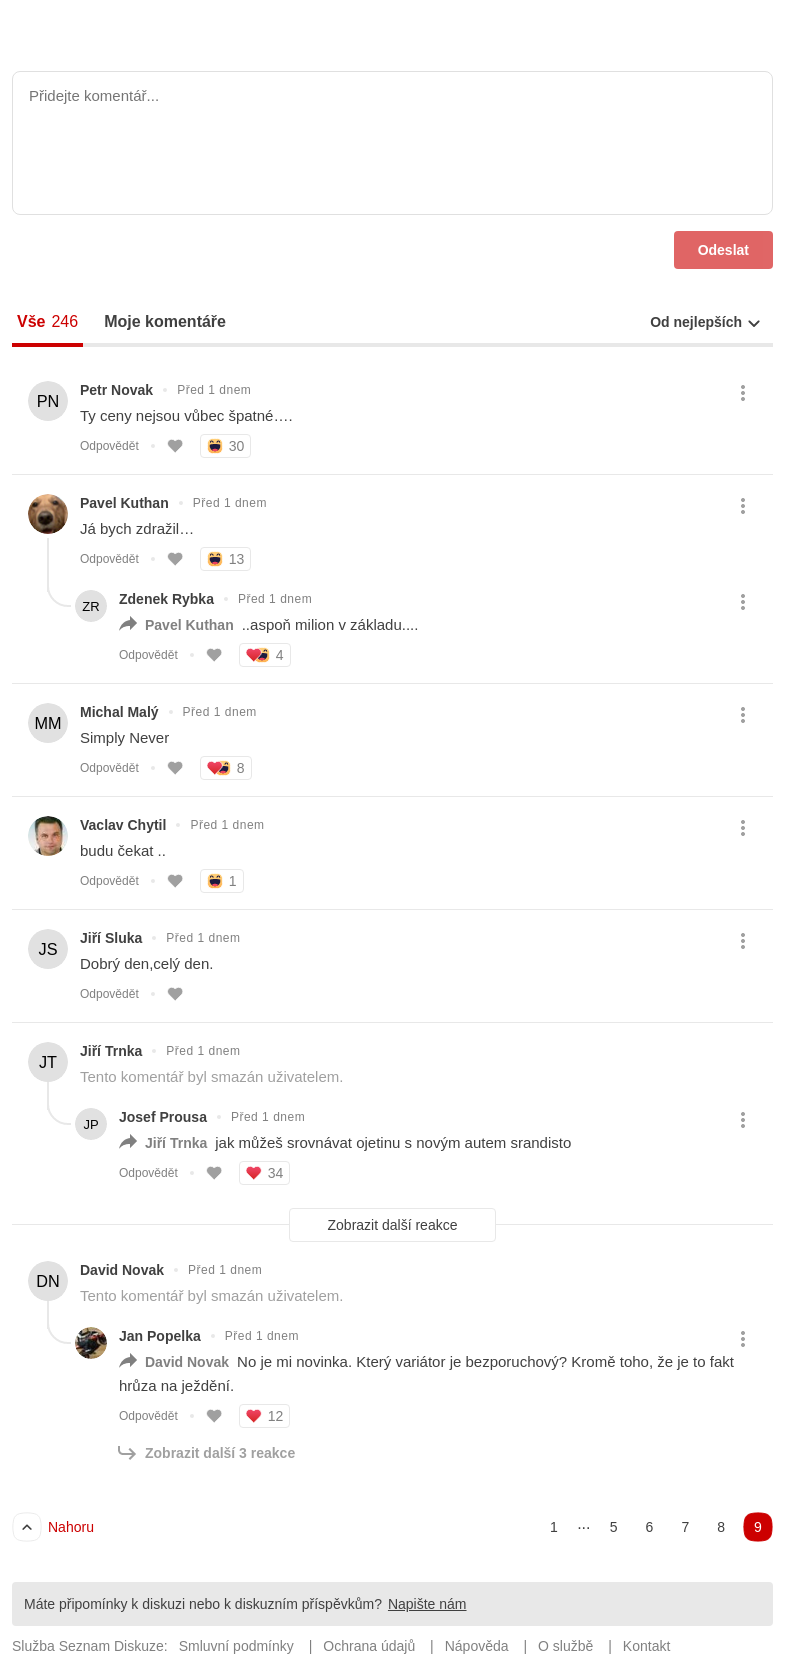 Přidejte komentář...
Odeslat
Vše 246 Moje komentáře Od nejlepších
PN Petr Novak Před 1 dnem
Ty ceny nejsou vůbec špatné….
Odpovědět 30
Pavel Kuthan Před 1 dnem
Já bych zdražil…
Odpovědět 13
ZR Zdenek Rybka Před 1 dnem
Pavel Kuthan ..aspoň milion v základu....
Odpovědět 4
MM Michal Malý Před 1 dnem
Simply Never
Odpovědět 8
Vaclav Chytil Před 1 dnem
budu čekat ..
Odpovědět 1
JS Jiří Sluka Před 1 dnem
Dobrý den,celý den.
Odpovědět
JT Jiří Trnka Před 1 dnem
Tento komentář byl smazán uživatelem.
JP Josef Prousa Před 1 dnem
Jiří Trnka jak můžeš srovnávat ojetinu s novým autem srandisto
Odpovědět 34
Zobrazit další reakce
DN David Novak Před 1 dnem
Tento komentář byl smazán uživatelem.
Jan Popelka Před 1 dnem
David Novak No je mi novinka. Který variátor je bezporuchový? Kromě toho, že je to fakt
hrůza na ježdění.
Odpovědět 12
Zobrazit další 3 reakce
Nahoru 1 ... 5 6 7 8 9
Máte připomínky k diskuzi nebo k diskuzním příspěvkům? Napište nám
Služba Seznam Diskuze: Smluvní podmínky | Ochrana údajů | Nápověda | O službě | Kontakt